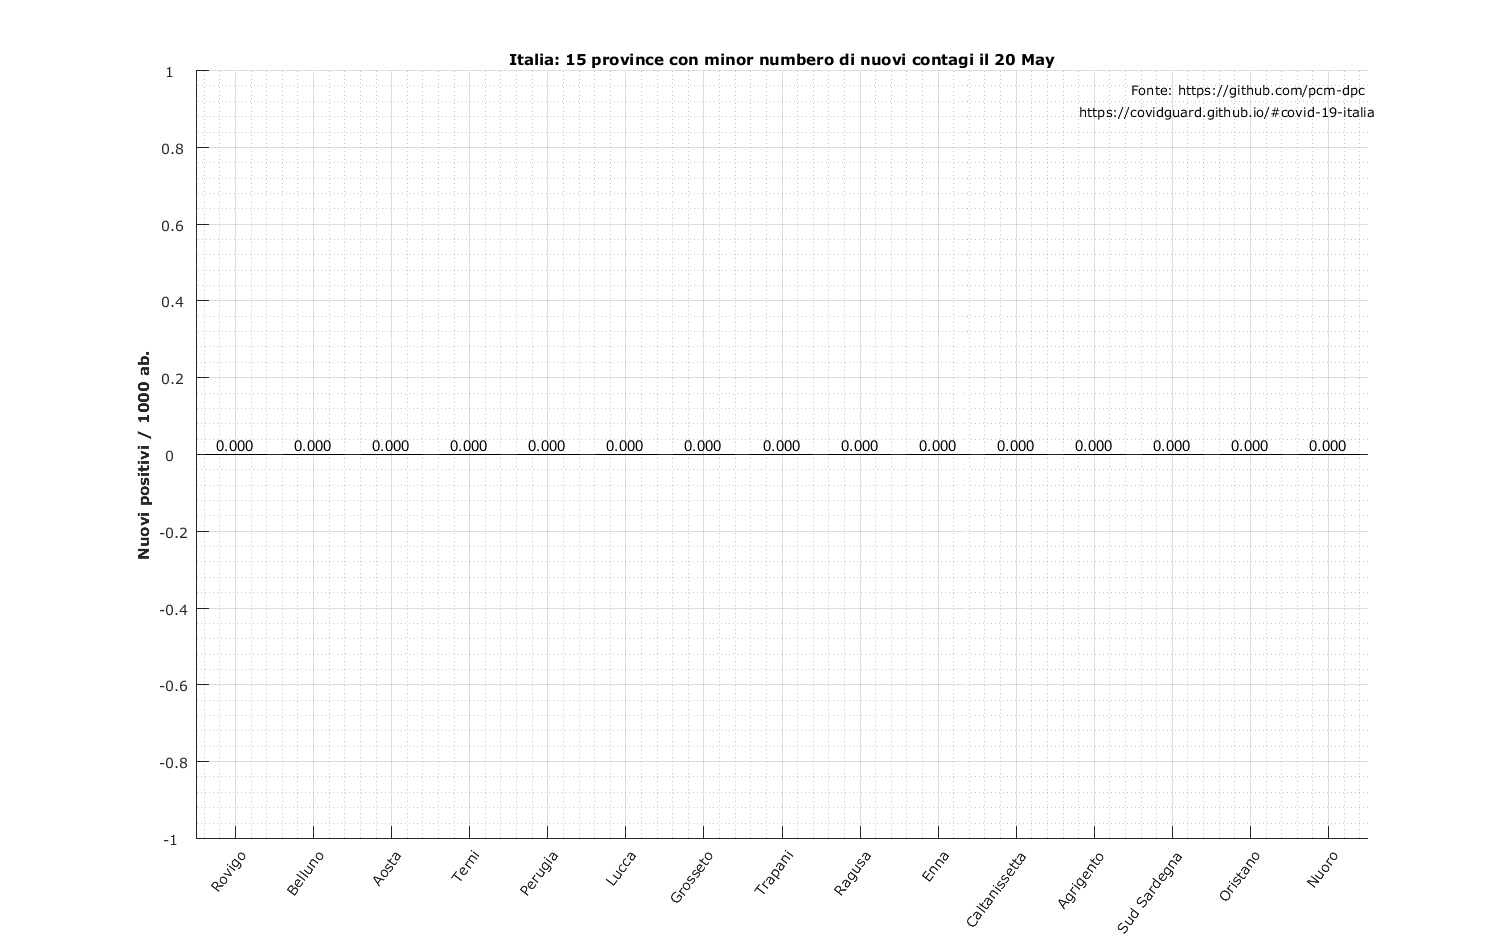 Italia: 15 province con minor numbero di nuovi contagi il 20 May
Fonte: https://github.com/pcm-dpc
https://covidguard.github.io/#covid-19-italia
Nuovi positivi / 1000 ab.
1
0.8
0.6
0.4
0.2
0
-0.2
-0.4
-0.6
-0.8
-1
0.000 0.000 0.000 0.000 0.000 0.000 0.000 0.000 0.000 0.000 0.000 0.000 0.000 0.000 0.000
Rovigo Belluno Aosta Terni Perugia Lucca Grosseto Trapani Ragusa Enna Caltanissetta Agrigento Sud Sardegna Oristano Nuoro